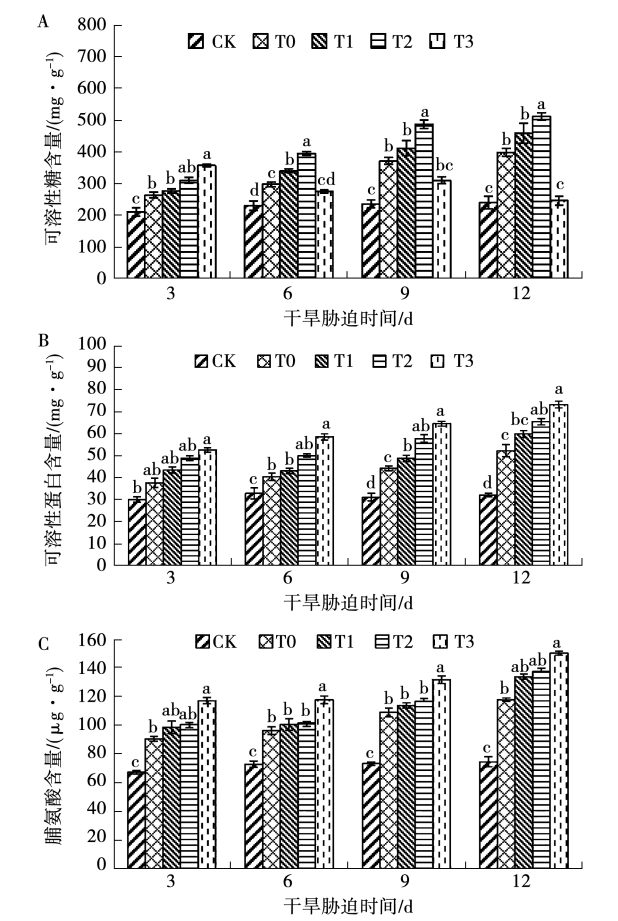 A
可溶性糖含量/(mg·g⁻¹)
800
700
600
500
400
300
200
100
0
CK T0 T1 T2 T3
c b b ab a
d c b a cd
c b b a bc
c b b a c
3 6 9 12
干旱胁迫时间/d
B
可溶性蛋白含量/(mg·g⁻¹)
100
90
80
70
60
50
40
30
20
10
0
CK T0 T1 T2 T3
b ab ab ab a
c b b ab a
d c b ab a
d c bc ab a
3 6 9 12
干旱胁迫时间/d
C
脯氨酸含量/(μg·g⁻¹)
160
140
120
100
80
60
40
20
0
CK T0 T1 T2 T3
c b ab ab a
c b b b a
c b b b a
c b ab ab a
3 6 9 12
干旱胁迫时间/d